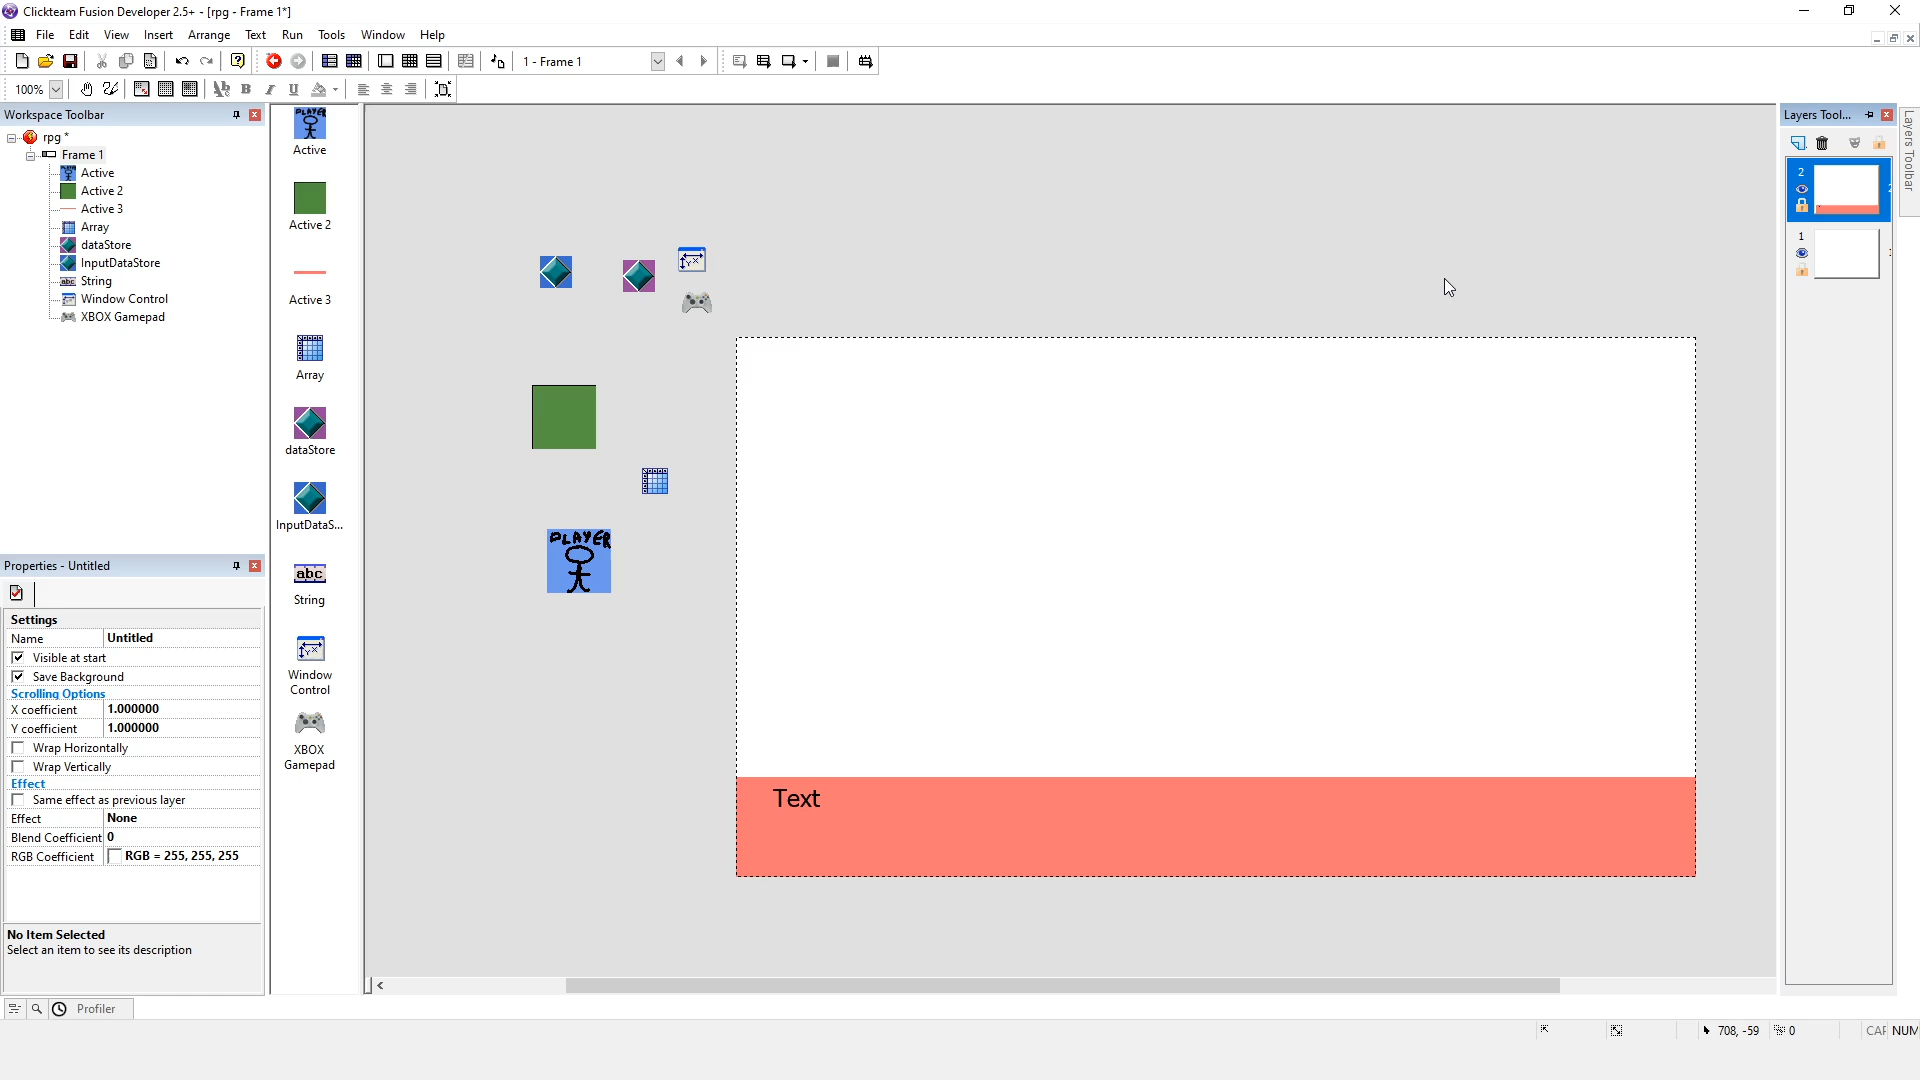 Clickteam Fusion Developer 2.5+ - [rpg - Frame 1*]
File Edit View Insert Arrange Text Run Tools Window Help
1 - Frame 1
100%
Workspace Toolbar
rpg *
Frame 1
Active
Active 2
Active 3
Array
dataStore
InputDataStore
String
Window Control
XBOX Gamepad
Properties - Untitled
Settings
Name Untitled
Visible at start
Save Background
Scrolling Options
X coefficient 1.000000
Y coefficient 1.000000
Wrap Horizontally
Wrap Vertically
Effect
Same effect as previous layer
Effect None
Blend Coefficient 0
RGB Coefficient RGB = 255, 255, 255
No Item Selected
Select an item to see its description
Profiler
PLAYER
Active
Active 2
Active 3
Array
dataStore
InputDataS...
abc
String
Window
Control
XBOX
Gamepad
PLAYER
Text
Layers Tool...
Layers Toolbar
2
1
708, -59
0
CAP NUM